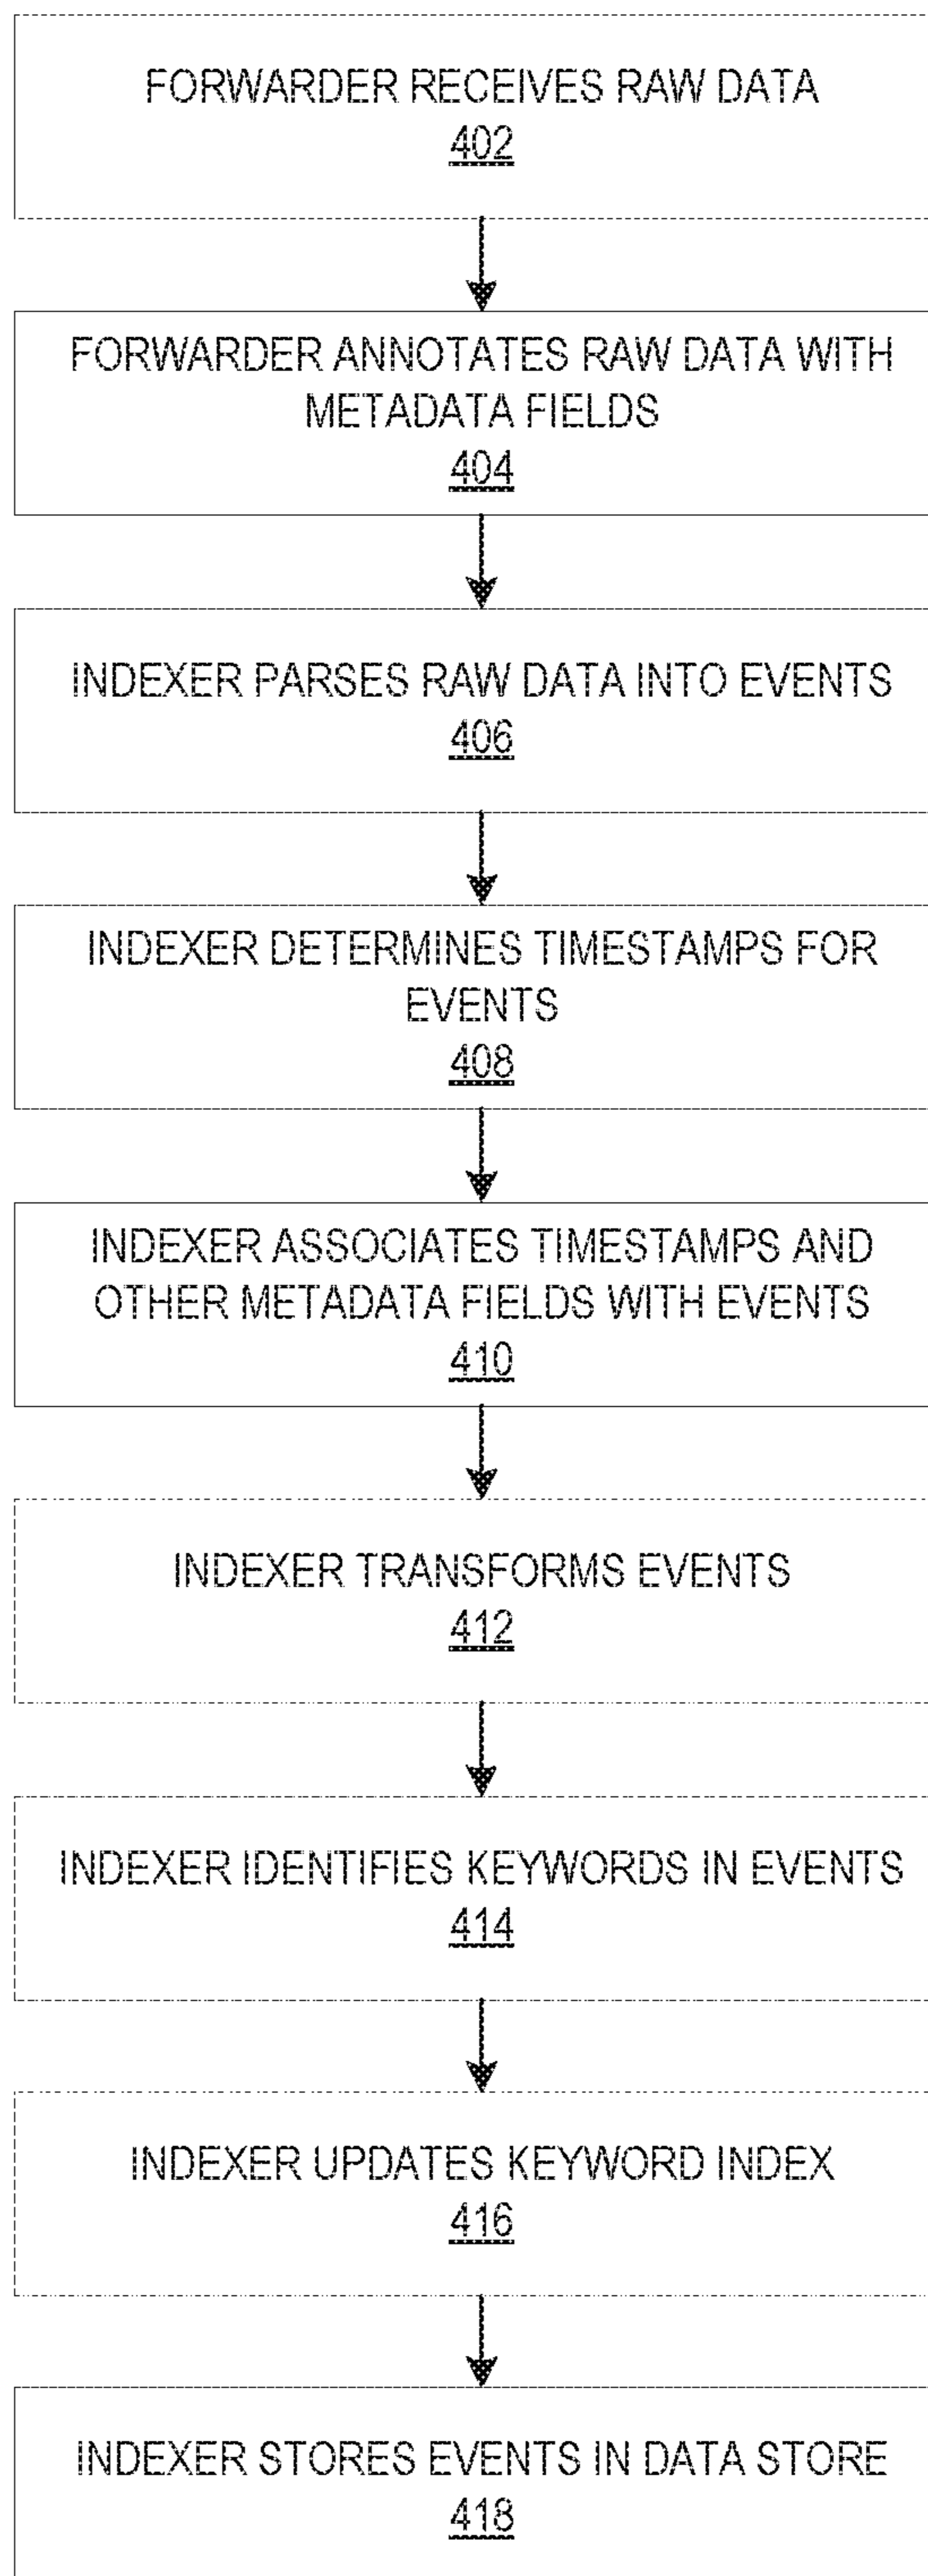 FORWARDER RECEIVES RAW DATA
402
FORWARDER ANNOTATES RAW DATA WITH
METADATA FIELDS
404
INDEXER PARSES RAW DATA INTO EVENTS
406
INDEXER DETERMINES TIMESTAMPS FOR
EVENTS
408
INDEXER ASSOCIATES TIMESTAMPS AND
OTHER METADATA FIELDS WITH EVENTS
410
INDEXER TRANSFORMS EVENTS
412
INDEXER IDENTIFIES KEYWORDS IN EVENTS
414
INDEXER UPDATES KEYWORD INDEX
416
INDEXER STORES EVENTS IN DATA STORE
418